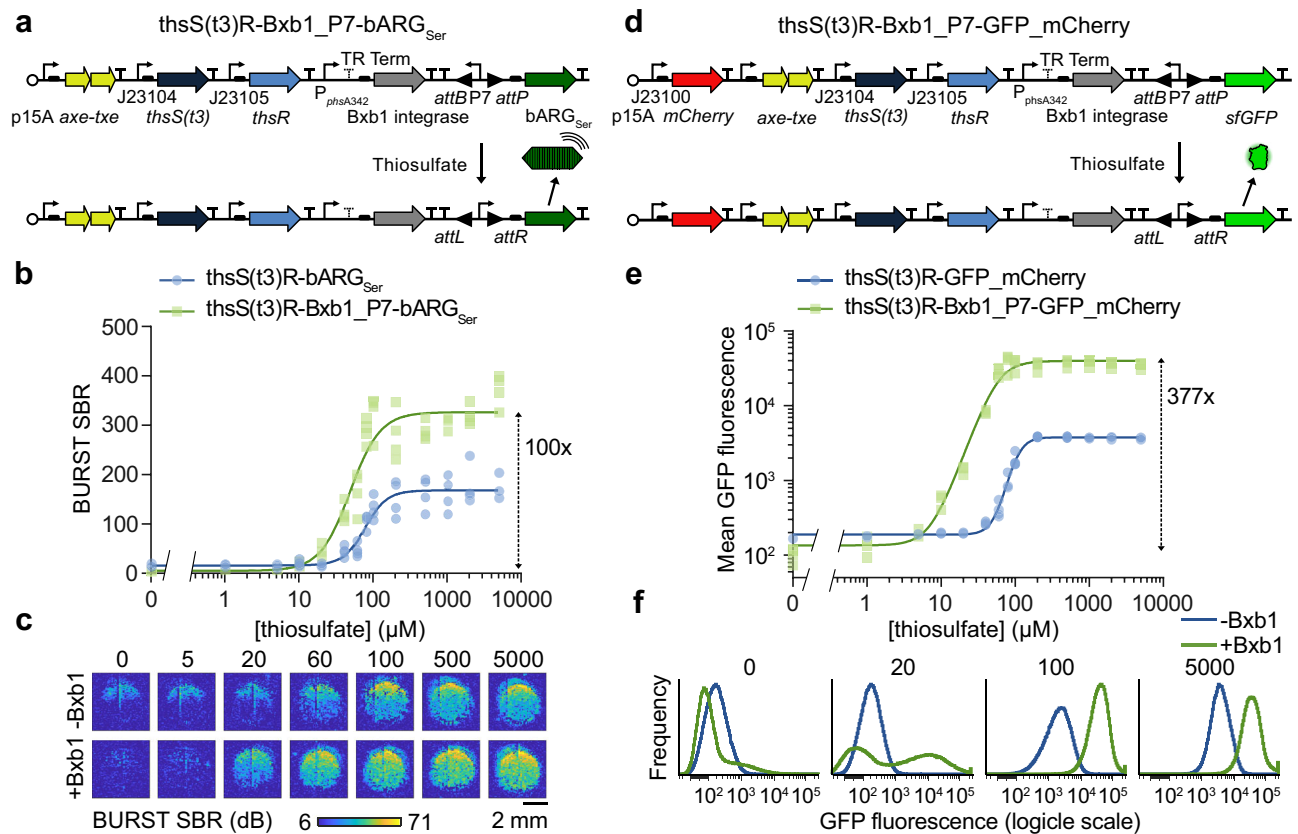 a
thsS(t3)R-Bxb1_P7-bARGSer
TR Term
J23104 J23105 PphsA342 attB P7 attP
p15A axe-txe thsS(t3) thsR Bxb1 integrase bARGSer
Thiosulfate
attL attR
d
thsS(t3)R-Bxb1_P7-GFP_mCherry
TR Term
J23100 J23104 J23105 PphsA342 attB P7 attP
p15A mCherry axe-txe thsS(t3) thsR Bxb1 integrase sfGFP
Thiosulfate
attL attR
b
thsS(t3)R-bARGSer
thsS(t3)R-Bxb1_P7-bARGSer
BURST SBR
500
400
300
200
100
0
100x
0 1 10 100 1000 10000
[thiosulfate] (µM)
e
thsS(t3)R-GFP_mCherry
thsS(t3)R-Bxb1_P7-GFP_mCherry
Mean GFP fluorescence
10^5
10^4
10^3
10^2
377x
0 1 10 100 1000 10000
[thiosulfate] (µM)
c
0 5 20 60 100 500 5000
-Bxb1
+Bxb1
BURST SBR (dB) 6 71 2 mm
f
-Bxb1
+Bxb1
0 20 100 5000
Frequency
10^2 10^3 10^4 10^5 10^2 10^3 10^4 10^5 10^2 10^3 10^4 10^5 10^2 10^3 10^4 10^5
GFP fluorescence (logicle scale)